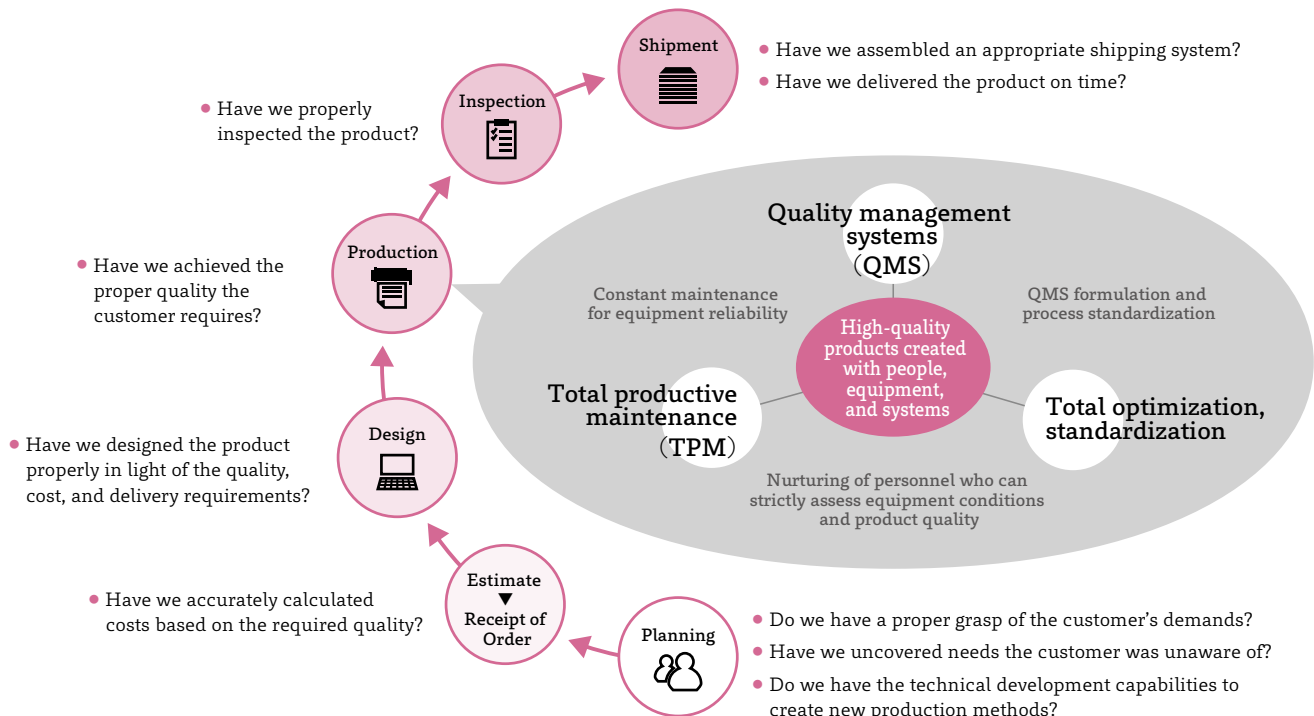 Shipment
• Have we assembled an appropriate shipping system?
• Have we delivered the product on time?
Inspection
• Have we properly
inspected the product?
Production
• Have we achieved the
proper quality the
customer requires?
Quality management
systems
(QMS)
Constant maintenance
for equipment reliability
QMS formulation and
process standardization
High-quality
products created
with people,
equipment,
and systems
Total productive
maintenance
(TPM)
Total optimization,
standardization
Nurturing of personnel who can
strictly assess equipment conditions
and product quality
Design
• Have we designed the product
properly in light of the quality,
cost, and delivery requirements?
Estimate
▼
Receipt of
Order
• Have we accurately calculated
costs based on the required quality?
Planning
• Do we have a proper grasp of the customer’s demands?
• Have we uncovered needs the customer was unaware of?
• Do we have the technical development capabilities to
create new production methods?